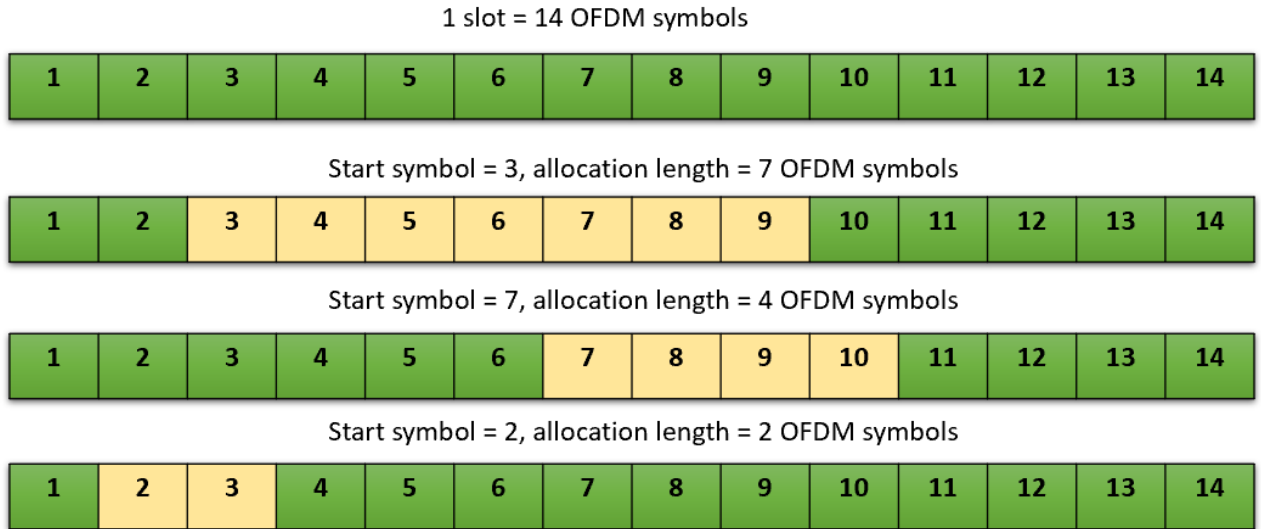 1 slot = 14 OFDM symbols
1 2 3 4 5 6 7 8 9 10 11 12 13 14
Start symbol = 3, allocation length = 7 OFDM symbols
1 2 3 4 5 6 7 8 9 10 11 12 13 14
Start symbol = 7, allocation length = 4 OFDM symbols
1 2 3 4 5 6 7 8 9 10 11 12 13 14
Start symbol = 2, allocation length = 2 OFDM symbols
1 2 3 4 5 6 7 8 9 10 11 12 13 14